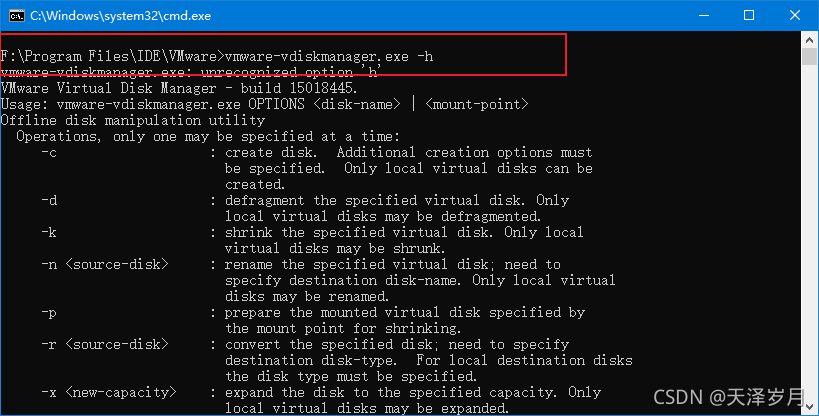 C:\Windows\system32\cmd.exe
F:\Program Files\IDE\VMware>vmware-vdiskmanager.exe -h
vmware-vdiskmanager.exe: unrecognized option 'h'
VMware Virtual Disk Manager - build 15018445.
Usage: vmware-vdiskmanager.exe OPTIONS <disk-name> | <mount-point>
Offline disk manipulation utility
  Operations, only one may be specified at a time:
     -c                   : create disk.  Additional creation options must
                            be specified.  Only local virtual disks can be
                            created.
     -d                   : defragment the specified virtual disk. Only
                            local virtual disks may be defragmented.
     -k                   : shrink the specified virtual disk. Only local
                            virtual disks may be shrunk.
     -n <source-disk>     : rename the specified virtual disk; need to
                            specify destination disk-name. Only local virtual
                            disks may be renamed.
     -p                   : prepare the mounted virtual disk specified by
                            the mount point for shrinking.
     -r <source-disk>     : convert the specified disk; need to specify
                            destination disk-type.  For local destination disks
                            the disk type must be specified.
     -x <new-capacity>    : expand the disk to the specified capacity. Only
                            local virtual disks may be expanded.
CSDN @天泽岁月